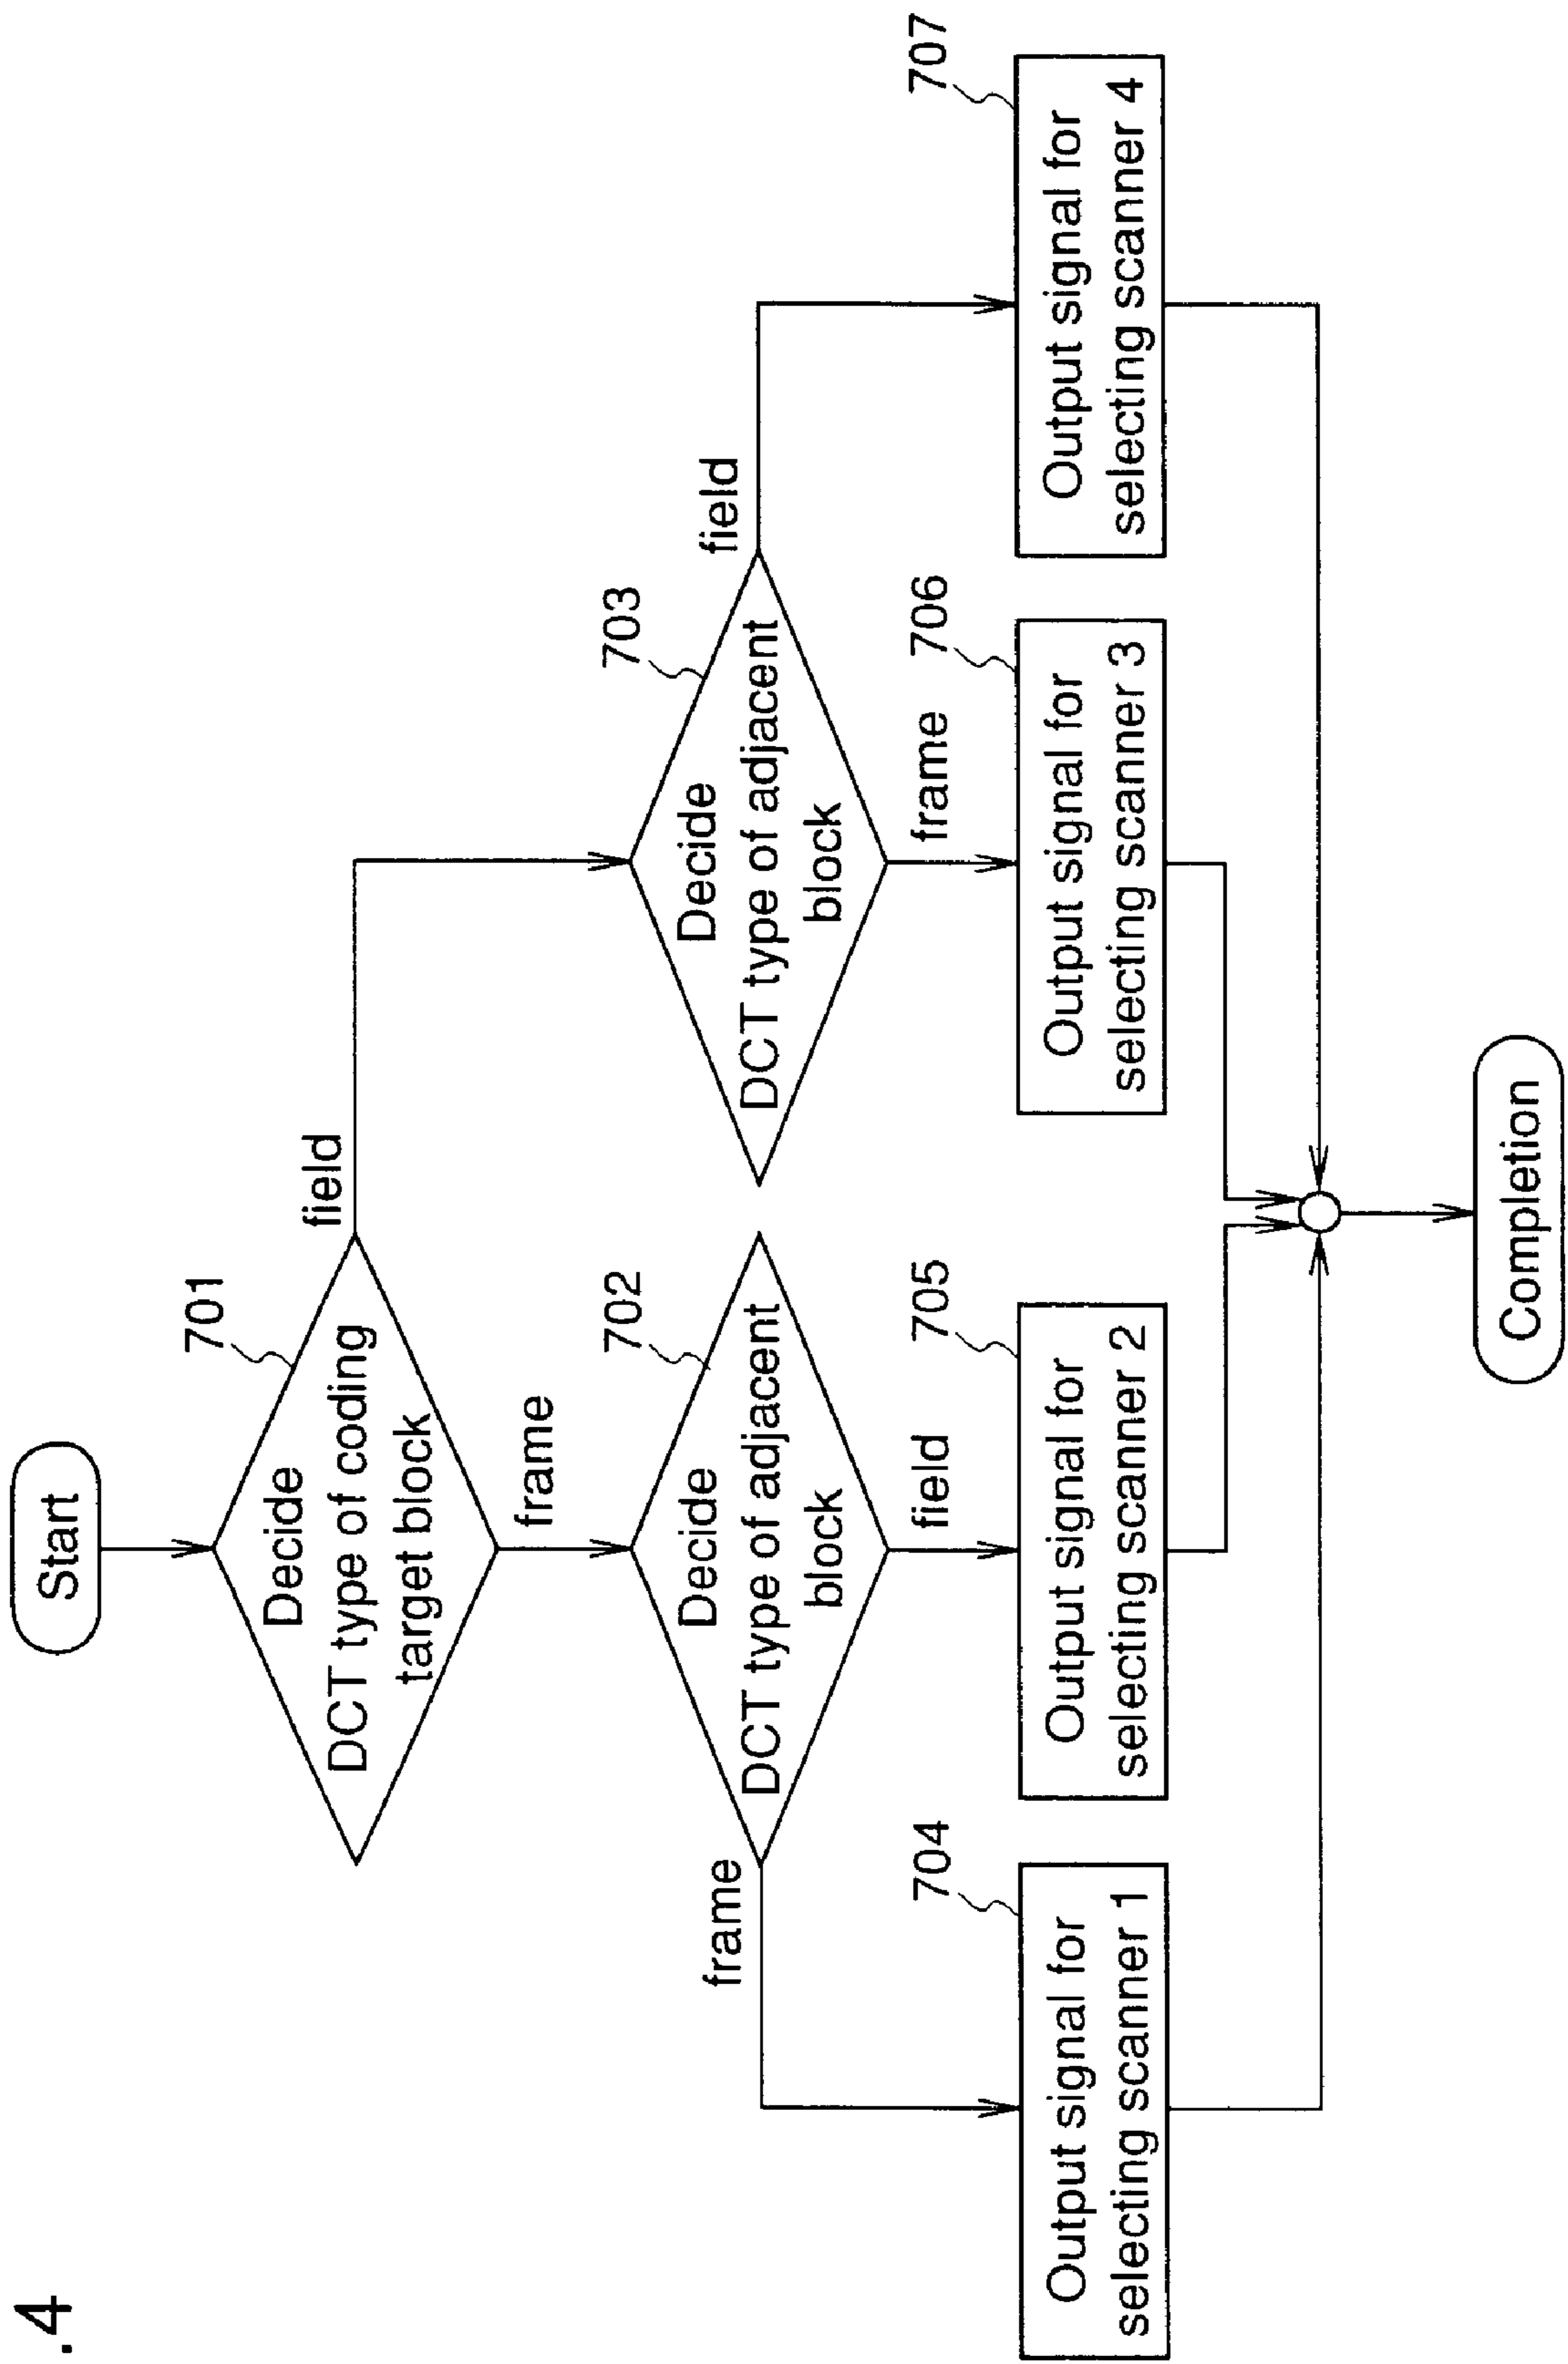 .4
Start
701
Decide
DCT type of coding
target block
field
frame
702
Decide
DCT type of adjacent
block
frame
field
703
Decide
DCT type of adjacent
block
field
frame
704
Output signal for
selecting scanner 1
705
Output signal for
selecting scanner 2
706
Output signal for
selecting scanner 3
707
Output signal for
selecting scanner 4
Completion